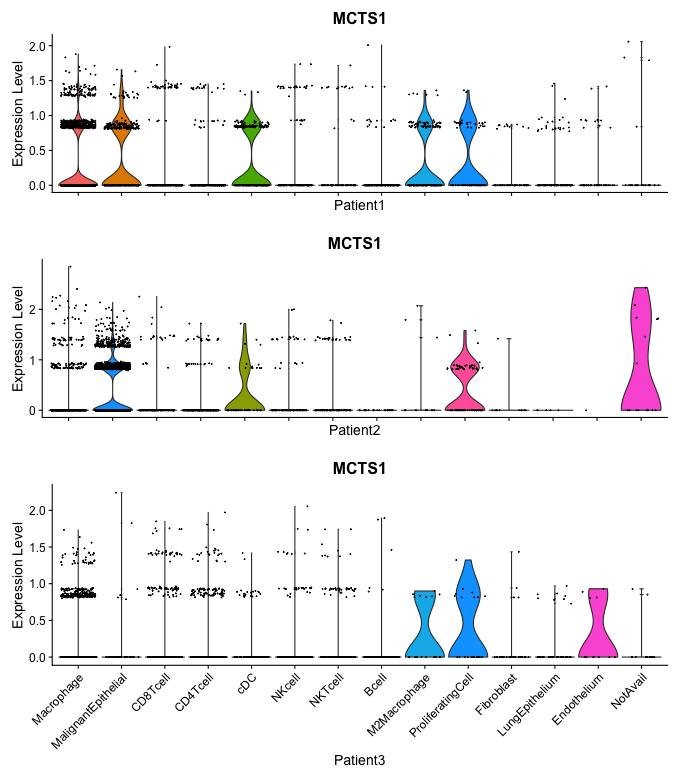 MCTS1
Expression Level
2.0
1.5
1.0
0.5
0.0
Patient1
MCTS1
Expression Level
2
1
0
Patient2
MCTS1
Expression Level
2.0
1.5
1.0
0.5
0.0
Macrophage
MalignantEpithelial
CD8Tcell
CD4Tcell
cDC
NKcell
NKTcell
Bcell
M2Macrophage
ProliferatingCell
Fibroblast
LungEpithelium
Endothelium
NotAvail
Patient3